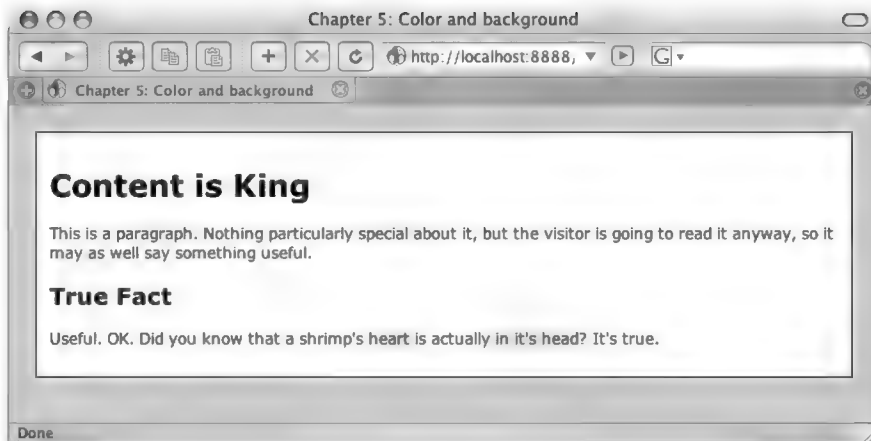 Chapter 5: Color and background
http://localhost:8888,
G
Chapter 5: Color and background
Content is King
This is a paragraph. Nothing particularly special about it, but the visitor is going to read it anyway, so it
may as well say something useful.
True Fact
Useful. OK. Did you know that a shrimp's heart is actually in it's head? It's true.
Done